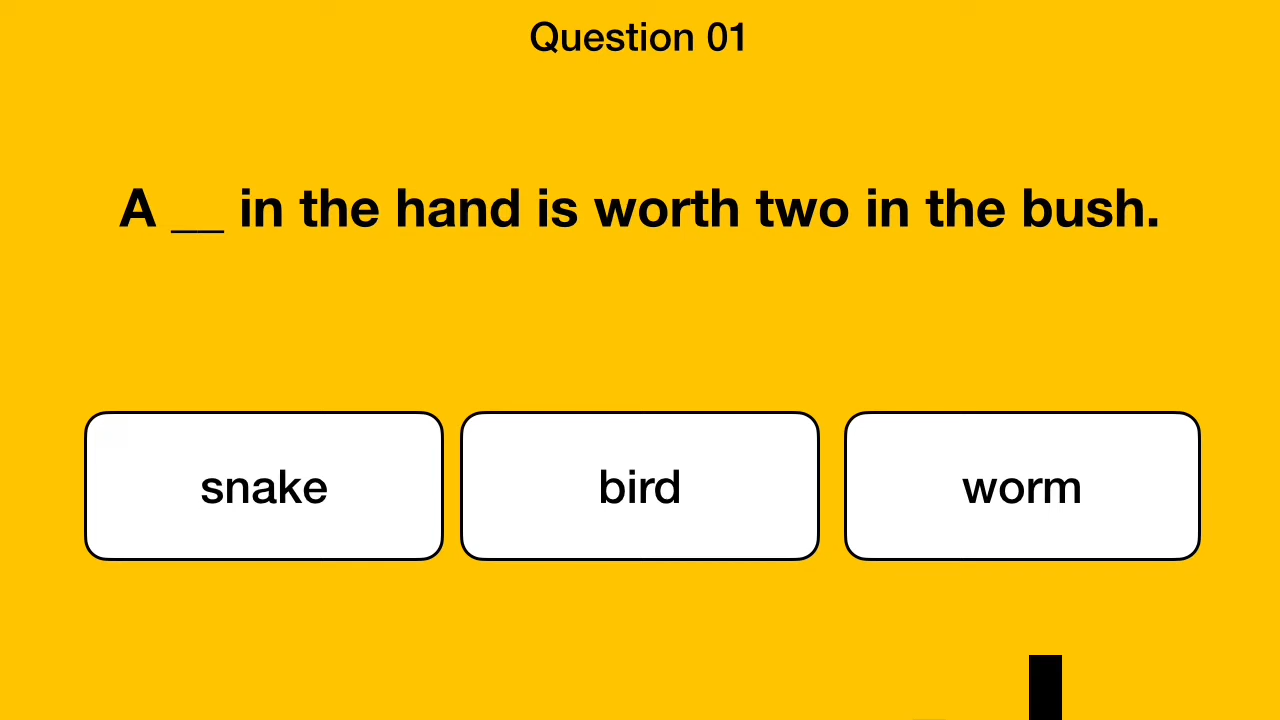 Question 01
A __ in the hand is worth two in the bush.
snake
bird
worm